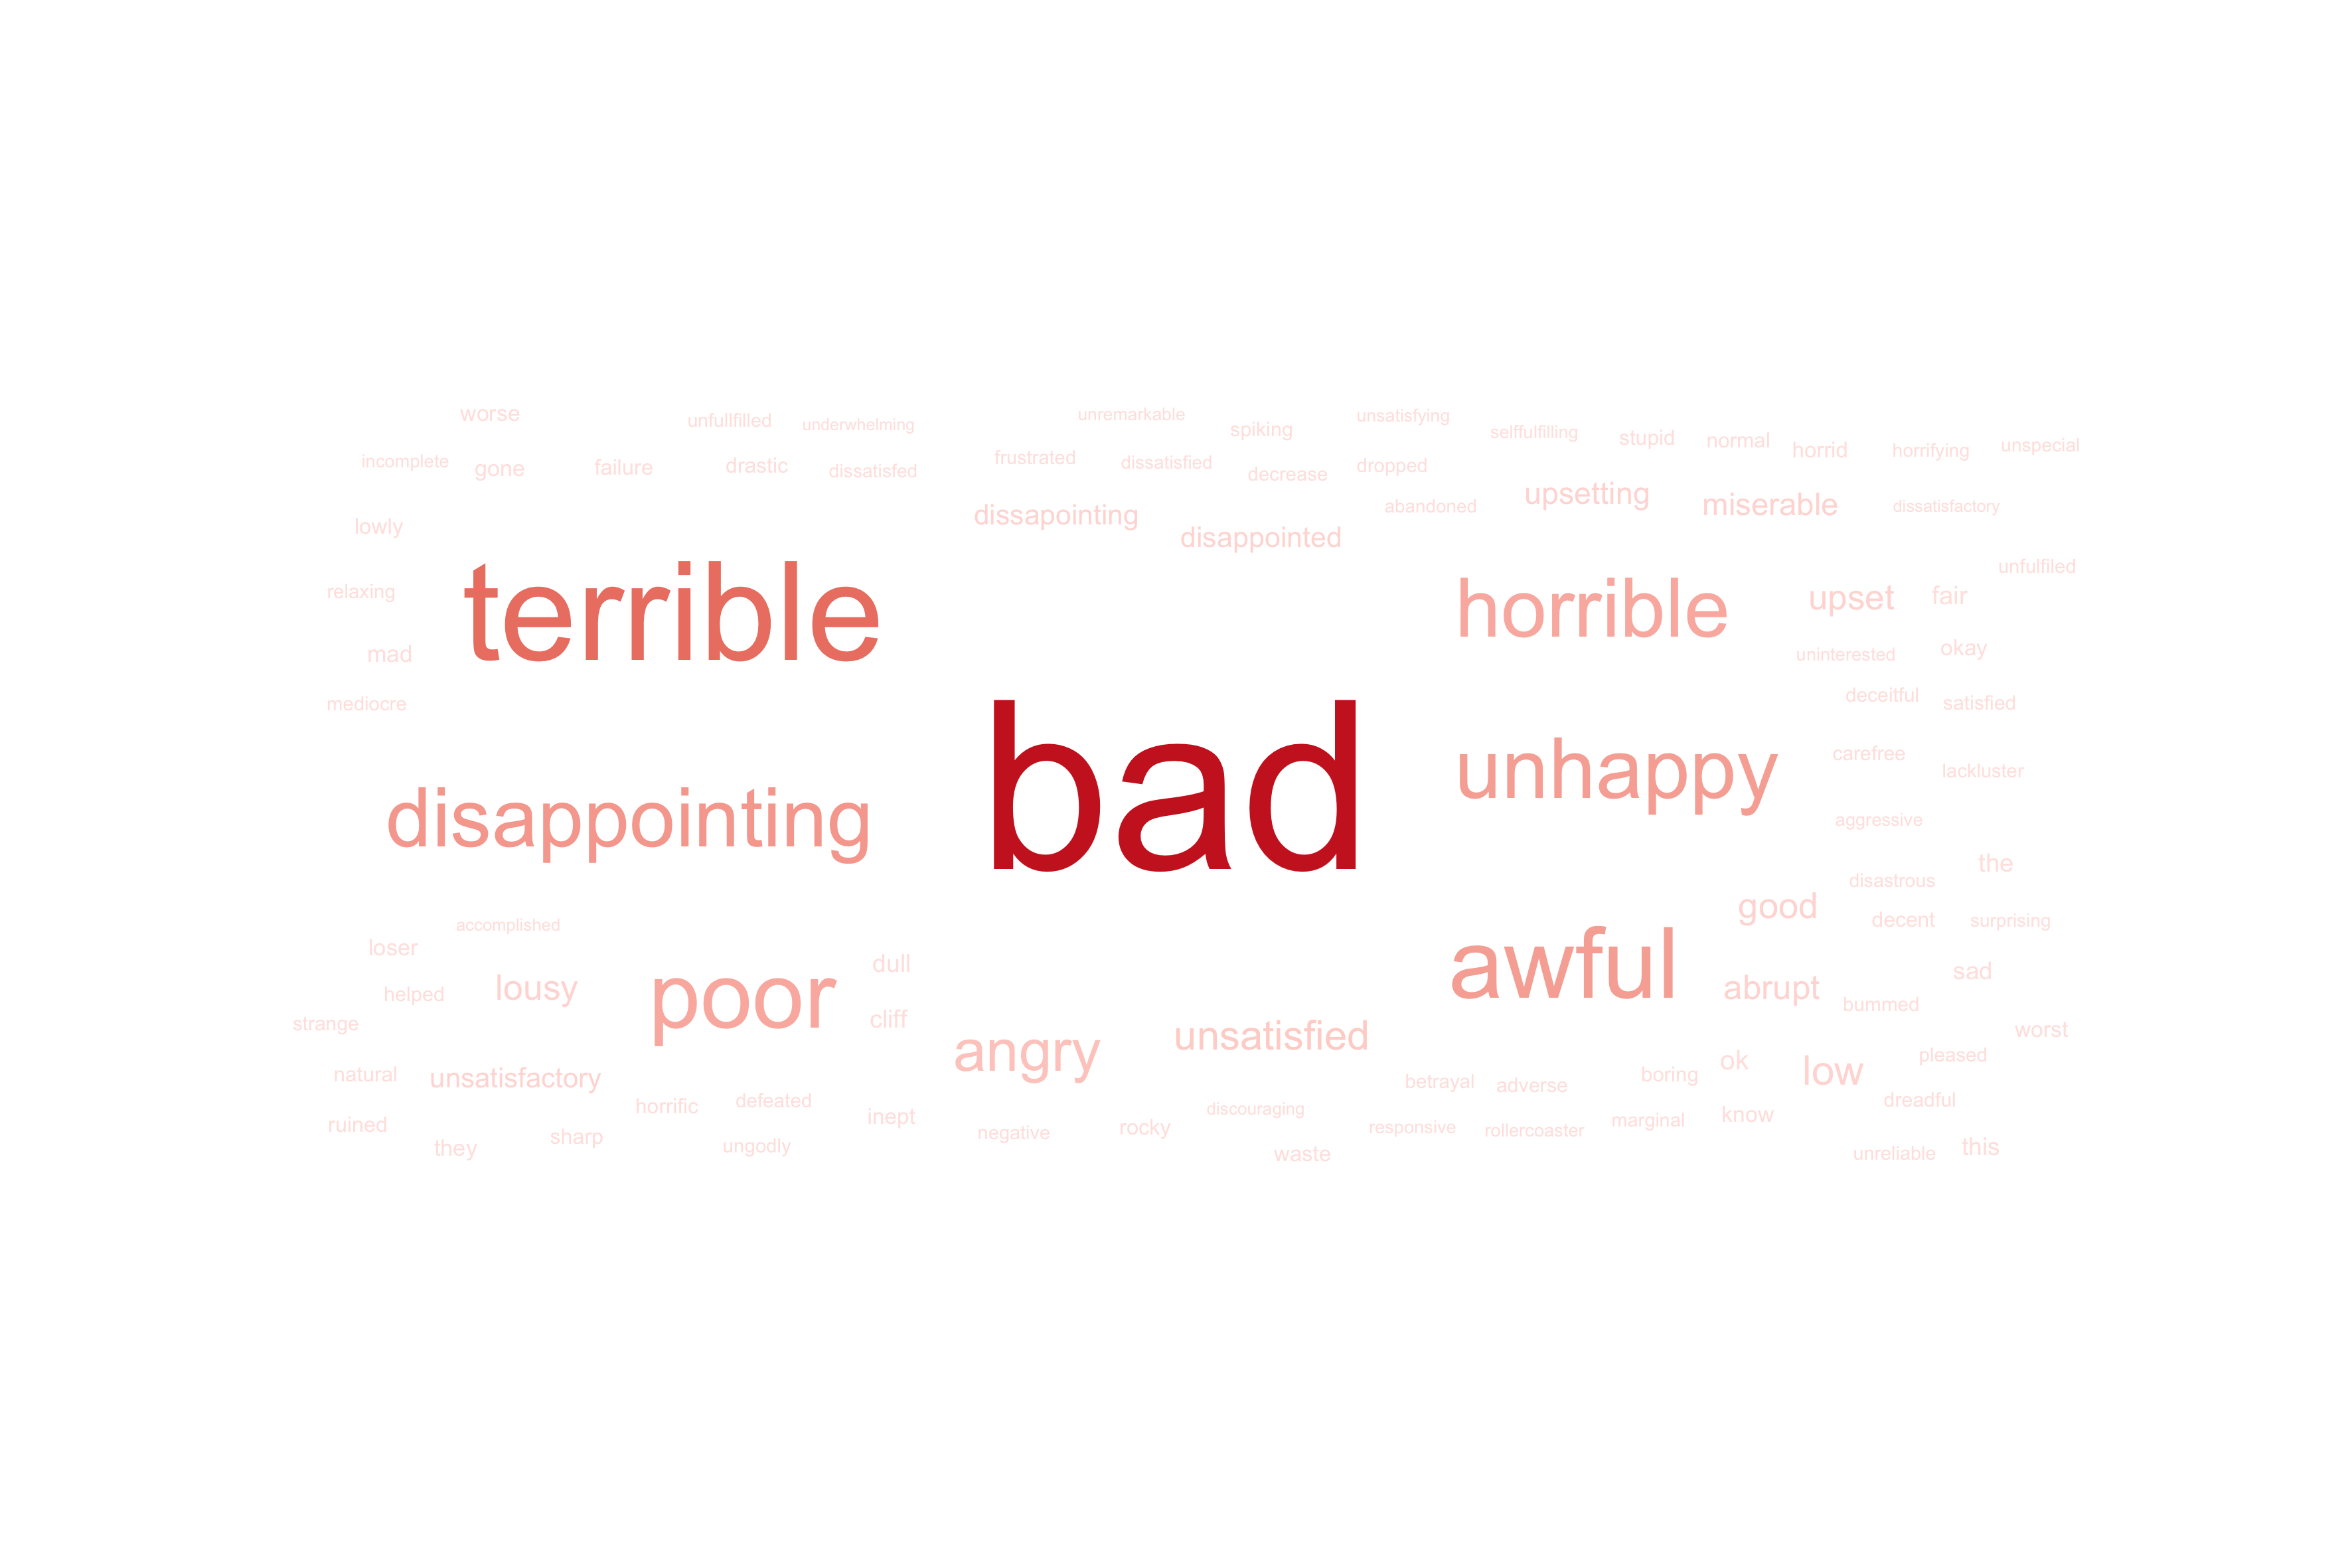 worse
unfullfilled
underwhelming
unremarkable
spiking
unsatisfying
selffulfilling
stupid
normal
horrid
horrifying
unspecial
incomplete
gone
failure
drastic
dissatisfed
frustrated
dissatisfied
decrease
dropped
abandoned
upsetting
miserable
dissatisfactory
lowly
dissapointing
disappointed
relaxing
terrible
horrible
upset
fair
unfulfiled
mad
uninterested
okay
mediocre
deceitful
satisfied
disappointing
bad
unhappy
carefree
lackluster
aggressive
the
disastrous
good
decent
surprising
accomplished
loser
helped
lousy
poor
dull
cliff
awful
abrupt
sad
bummed
strange
angry
unsatisfied
worst
natural
unsatisfactory
betrayal
adverse
boring
ok
low
pleased
ruined
horrific
defeated
inept
discouraging
dreadful
they
sharp
ungodly
negative
rocky
waste
responsive
rollercoaster
marginal
know
unreliable
this